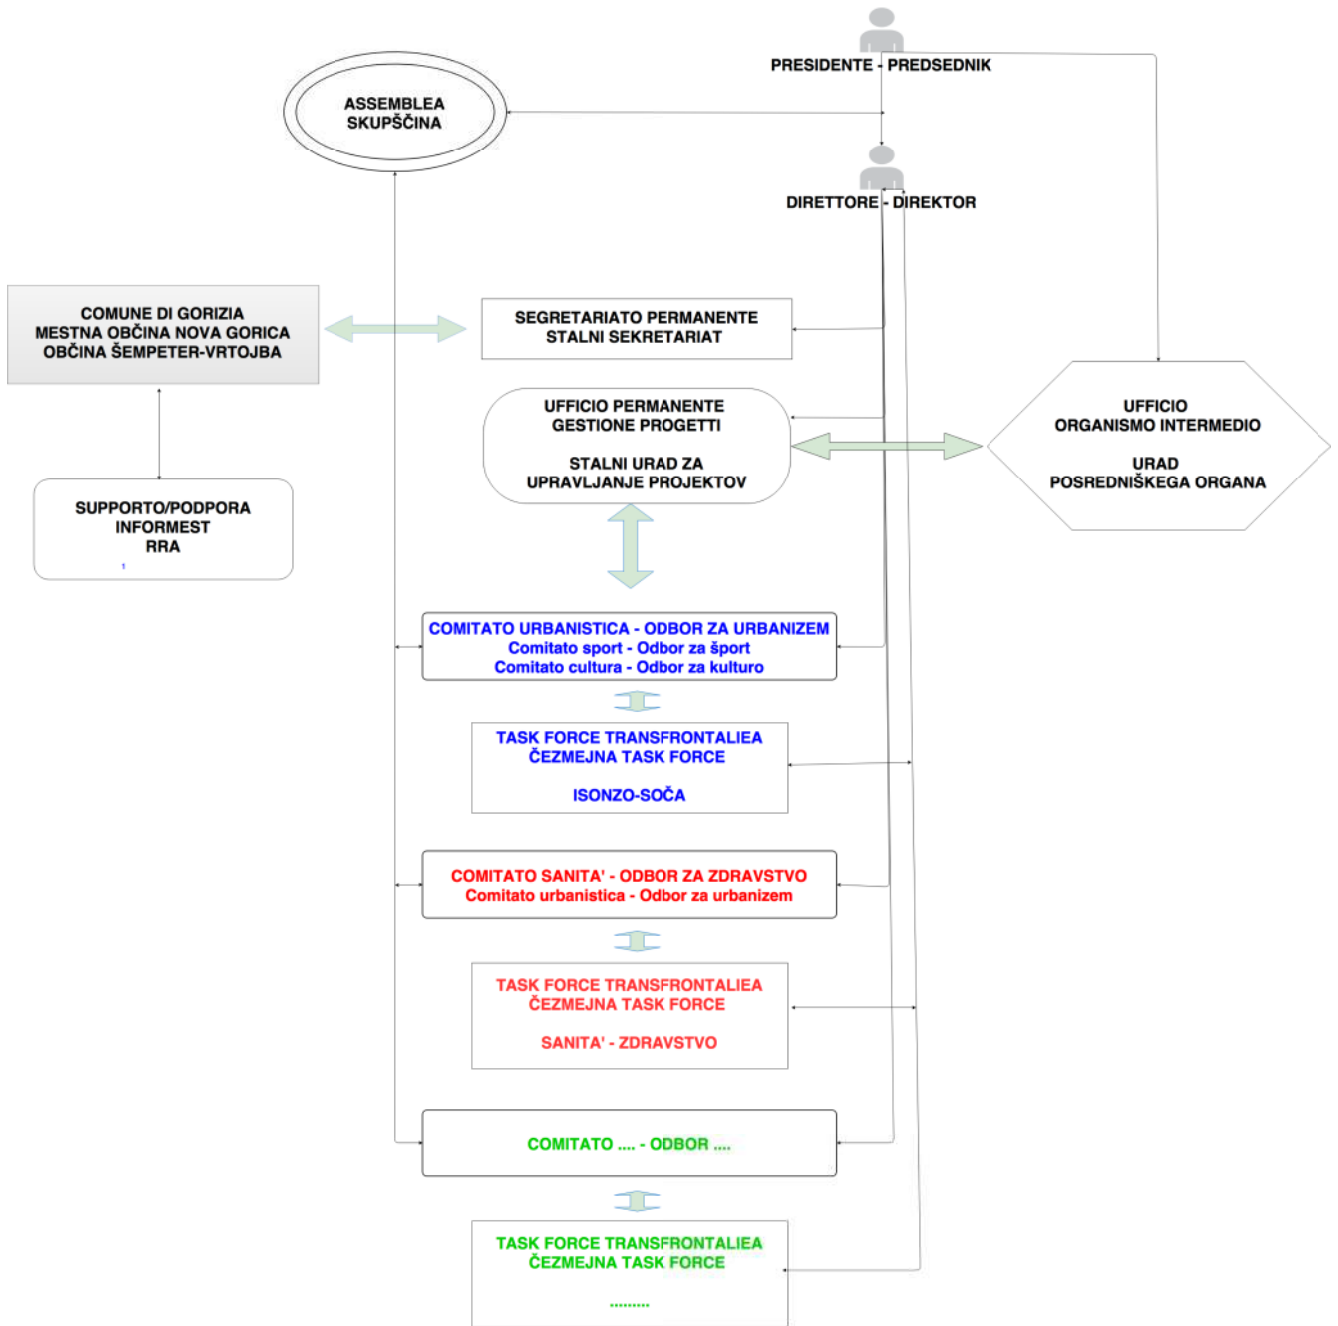 PRESIDENTE - PREDSEDNIK
ASSEMBLEA
SKUPŠČINA
DIRETTORE - DIREKTOR
COMUNE DI GORIZIA
MESTNA OBČINA NOVA GORICA
OBČINA ŠEMPETER-VRTOJBA
SEGRETARIATO PERMANENTE
STALNI SEKRETARIAT
UFFICIO PERMANENTE
GESTIONE PROGETTI
STALNI URAD ZA
UPRAVLJANJE PROJEKTOV
UFFICIO
ORGANISMO INTERMEDIO
URAD
POSREDNIŠKEGA ORGANA
SUPPORTO/PODPORA
INFORMEST
RRA
1
COMITATO URBANISTICA - ODBOR ZA URBANIZEM
Comitato sport - Odbor za šport
Comitato cultura - Odbor za kulturo
TASK FORCE TRANSFRONTALIEA
ČEZMEJNA TASK FORCE
ISONZO-SOČA
COMITATO SANITA' - ODBOR ZA ZDRAVSTVO
Comitato urbanistica - Odbor za urbanizem
TASK FORCE TRANSFRONTALIEA
ČEZMEJNA TASK FORCE
SANITA' - ZDRAVSTVO
COMITATO .... - ODBOR ....
TASK FORCE TRANSFRONTALIEA
ČEZMEJNA TASK FORCE
.........